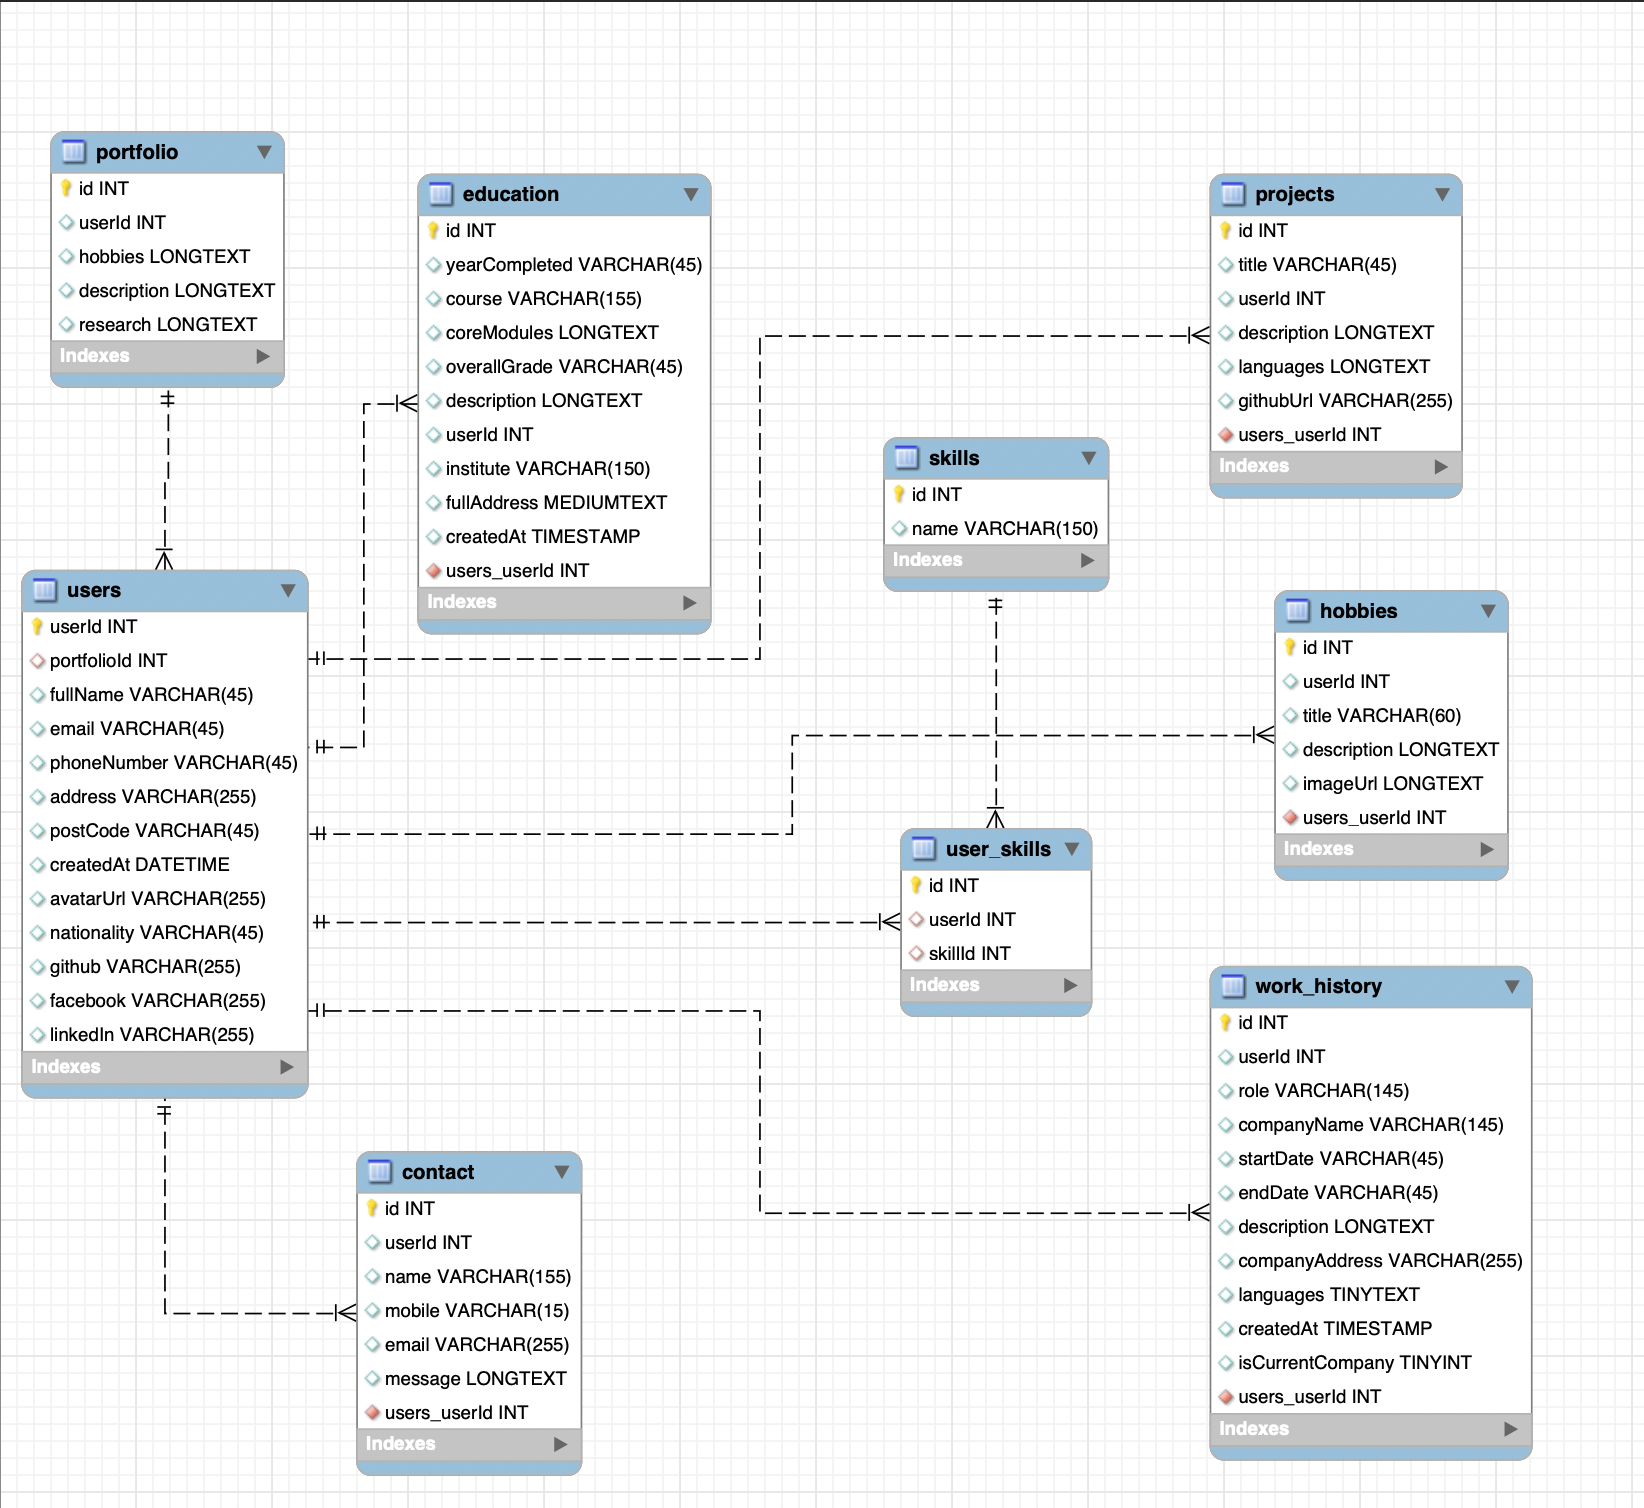 portfolio
id INT
userId INT
hobbies LONGTEXT
description LONGTEXT
research LONGTEXT
Indexes
education
id INT
yearCompleted VARCHAR(45)
course VARCHAR(155)
coreModules LONGTEXT
overallGrade VARCHAR(45)
description LONGTEXT
userId INT
institute VARCHAR(150)
fullAddress MEDIUMTEXT
createdAt TIMESTAMP
users_userId INT
Indexes
projects
id INT
title VARCHAR(45)
userId INT
description LONGTEXT
languages LONGTEXT
githubUrl VARCHAR(255)
users_userId INT
Indexes
skills
id INT
name VARCHAR(150)
Indexes
users
userId INT
portfolioId INT
fullName VARCHAR(45)
email VARCHAR(45)
phoneNumber VARCHAR(45)
address VARCHAR(255)
postCode VARCHAR(45)
createdAt DATETIME
avatarUrl VARCHAR(255)
nationality VARCHAR(45)
github VARCHAR(255)
facebook VARCHAR(255)
linkedIn VARCHAR(255)
Indexes
hobbies
id INT
userId INT
title VARCHAR(60)
description LONGTEXT
imageUrl LONGTEXT
users_userId INT
Indexes
user_skills
id INT
userId INT
skillId INT
Indexes
work_history
id INT
userId INT
role VARCHAR(145)
companyName VARCHAR(145)
startDate VARCHAR(45)
endDate VARCHAR(45)
description LONGTEXT
companyAddress VARCHAR(255)
languages TINYTEXT
createdAt TIMESTAMP
isCurrentCompany TINYINT
users_userId INT
Indexes
contact
id INT
userId INT
name VARCHAR(155)
mobile VARCHAR(15)
email VARCHAR(255)
message LONGTEXT
users_userId INT
Indexes